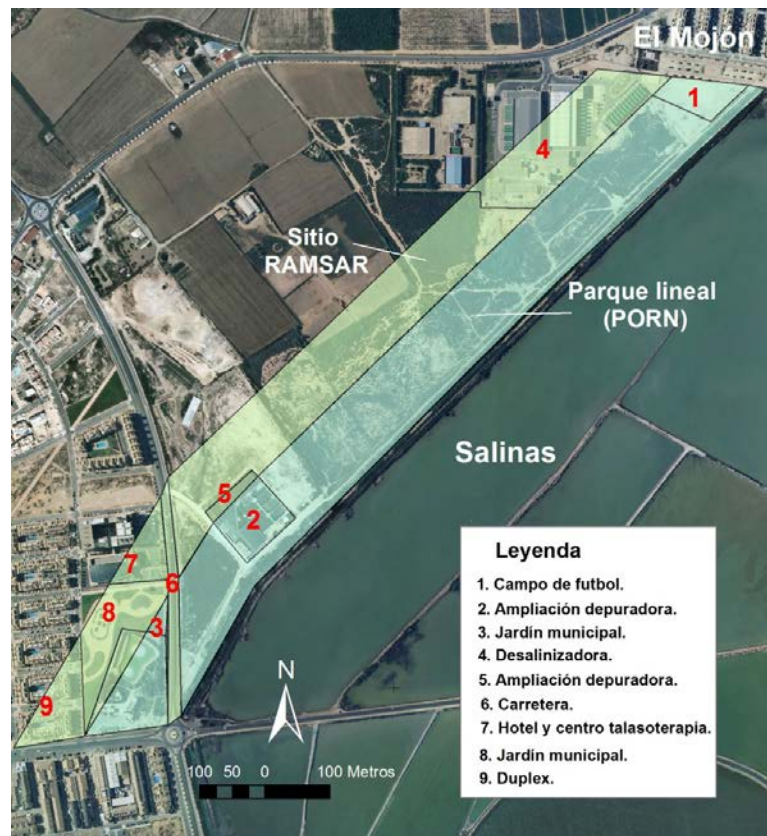 El Mojón
1
4
Sitio
RAMSAR
Parque lineal
(PORN)
Salinas
5
2
7
6
8
3
9
N
100 50 0 100 Metros
Leyenda
1. Campo de futbol.
2. Ampliación depuradora.
3. Jardín municipal.
4. Desalinizadora.
5. Ampliación depuradora.
6. Carretera.
7. Hotel y centro talasoterapia.
8. Jardín municipal.
9. Duplex.